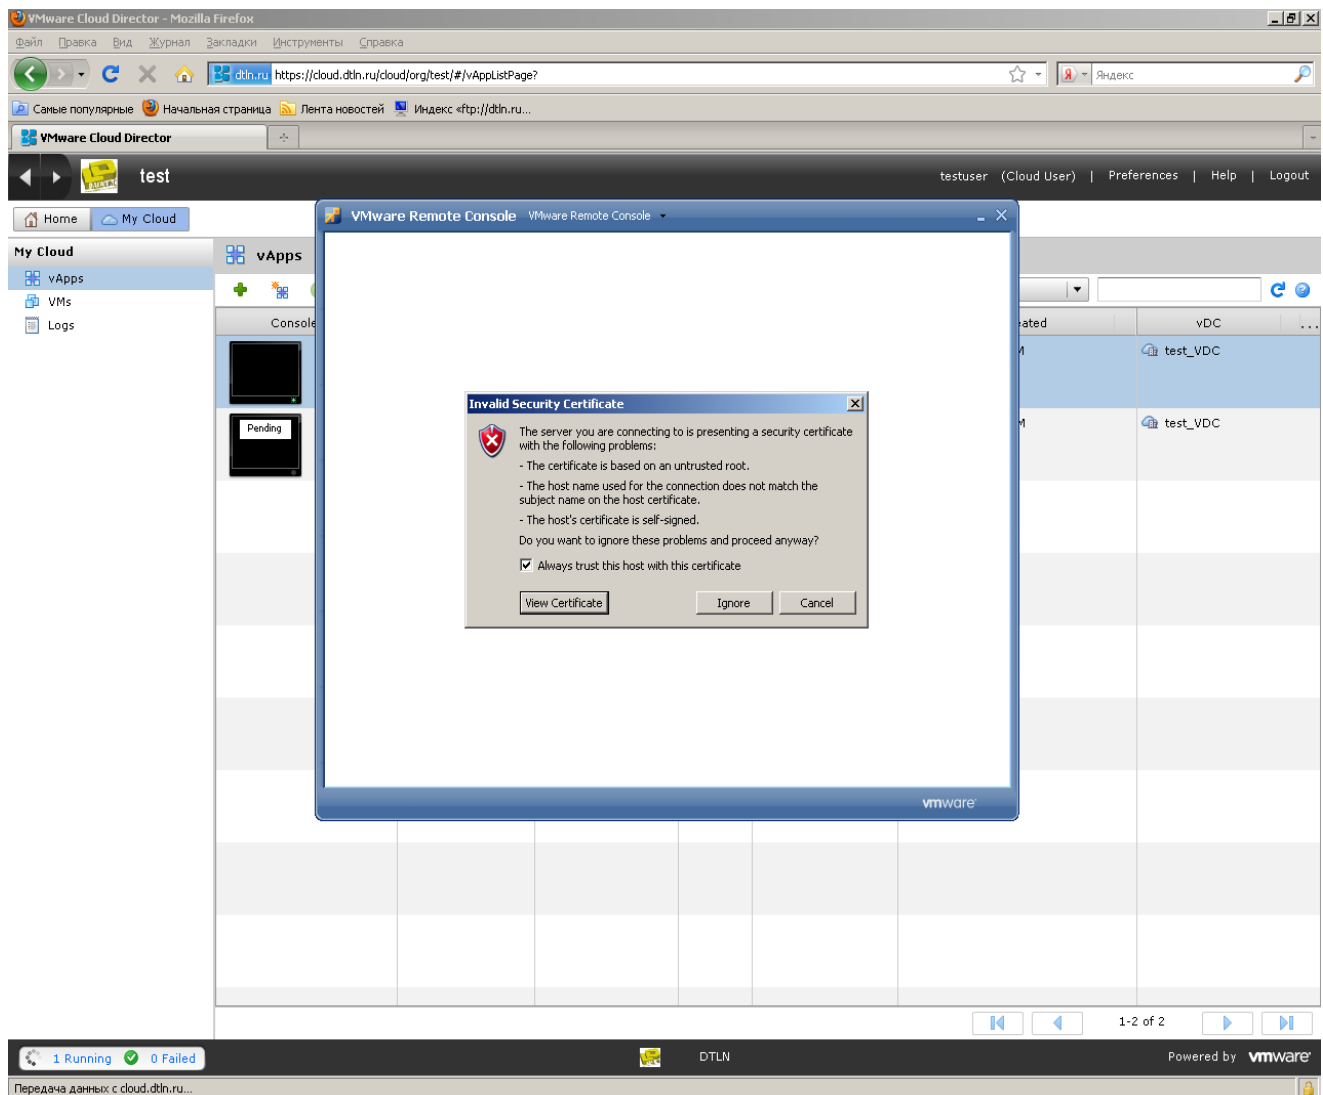 VMware Cloud Director - Mozilla Firefox
Файл Правка Вид Журнал Закладки Инструменты Справка
dtln.ru https://cloud.dtln.ru/cloud/org/test/#/vAppListPage?
Яндекс
Самые популярные Начальная страница Лента новостей Индекс «ftp://dtln.ru...
VMware Cloud Director
test
testuser (Cloud User) | Preferences | Help | Logout
Home My Cloud
VMware Remote Console VMware Remote Console
My Cloud
vApps
VMs
Logs
vApps
Console
eated
vDC
...
M
test_VDC
Pending
M
test_VDC
Invalid Security Certificate
The server you are connecting to is presenting a security certificate
with the following problems:
- The certificate is based on an untrusted root.
- The host name used for the connection does not match the
subject name on the host certificate.
- The host's certificate is self-signed.
Do you want to ignore these problems and proceed anyway?
Always trust this host with this certificate
View Certificate Ignore Cancel
vmware
1-2 of 2
1 Running 0 Failed
DTLN
Powered by vmware
Передача данных с cloud.dtln.ru...